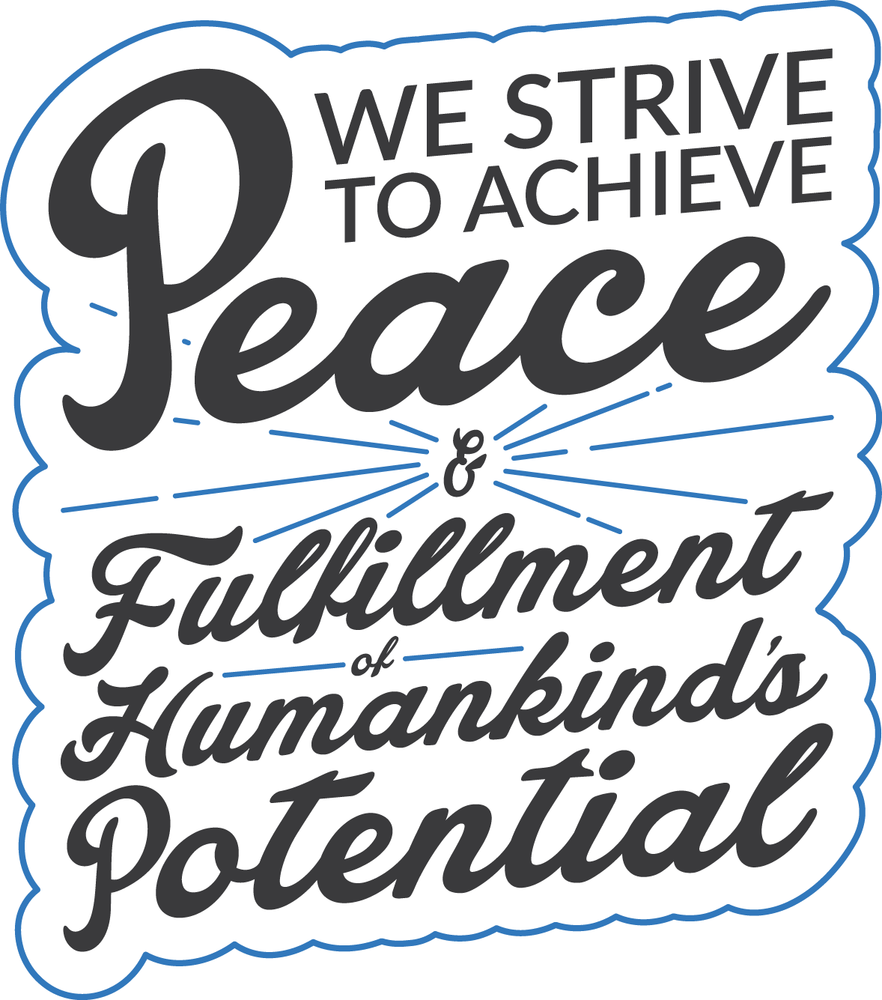 WE STRIVE
TO ACHIEVE
Peace
&
Fulfillment
of
Humankind's
Potential